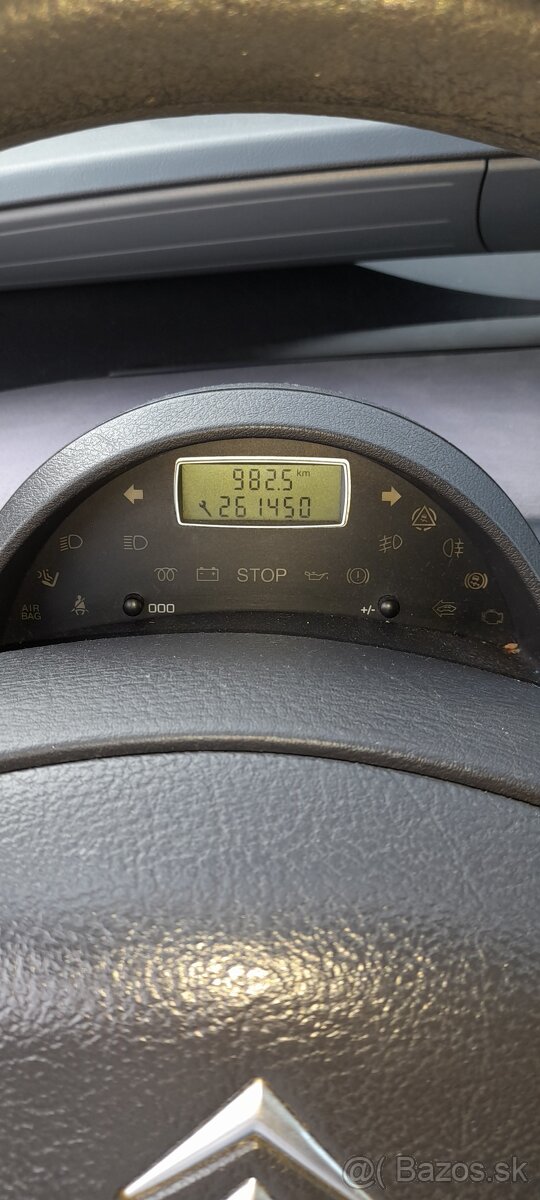 982.5 km
261450
STOP
AIR BAG
000
+/-
@( Bazos.sk